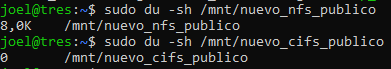 joel@tres:~$ sudo du -sh /mnt/nuevo_nfs_publico
8,0K    /mnt/nuevo_nfs_publico
joel@tres:~$ sudo du -sh /mnt/nuevo_cifs_publico
0       /mnt/nuevo_cifs_publico